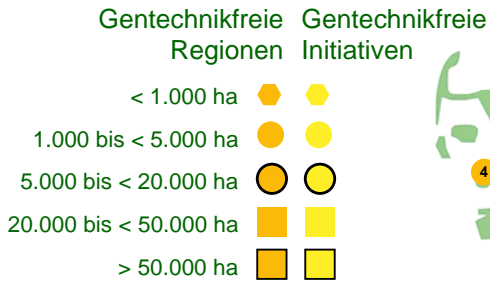 Gentechnikfreie Gentechnikfreie
Regionen Initiativen
< 1.000 ha
1.000 bis < 5.000 ha
4
5.000 bis < 20.000 ha
20.000 bis < 50.000 ha
> 50.000 ha